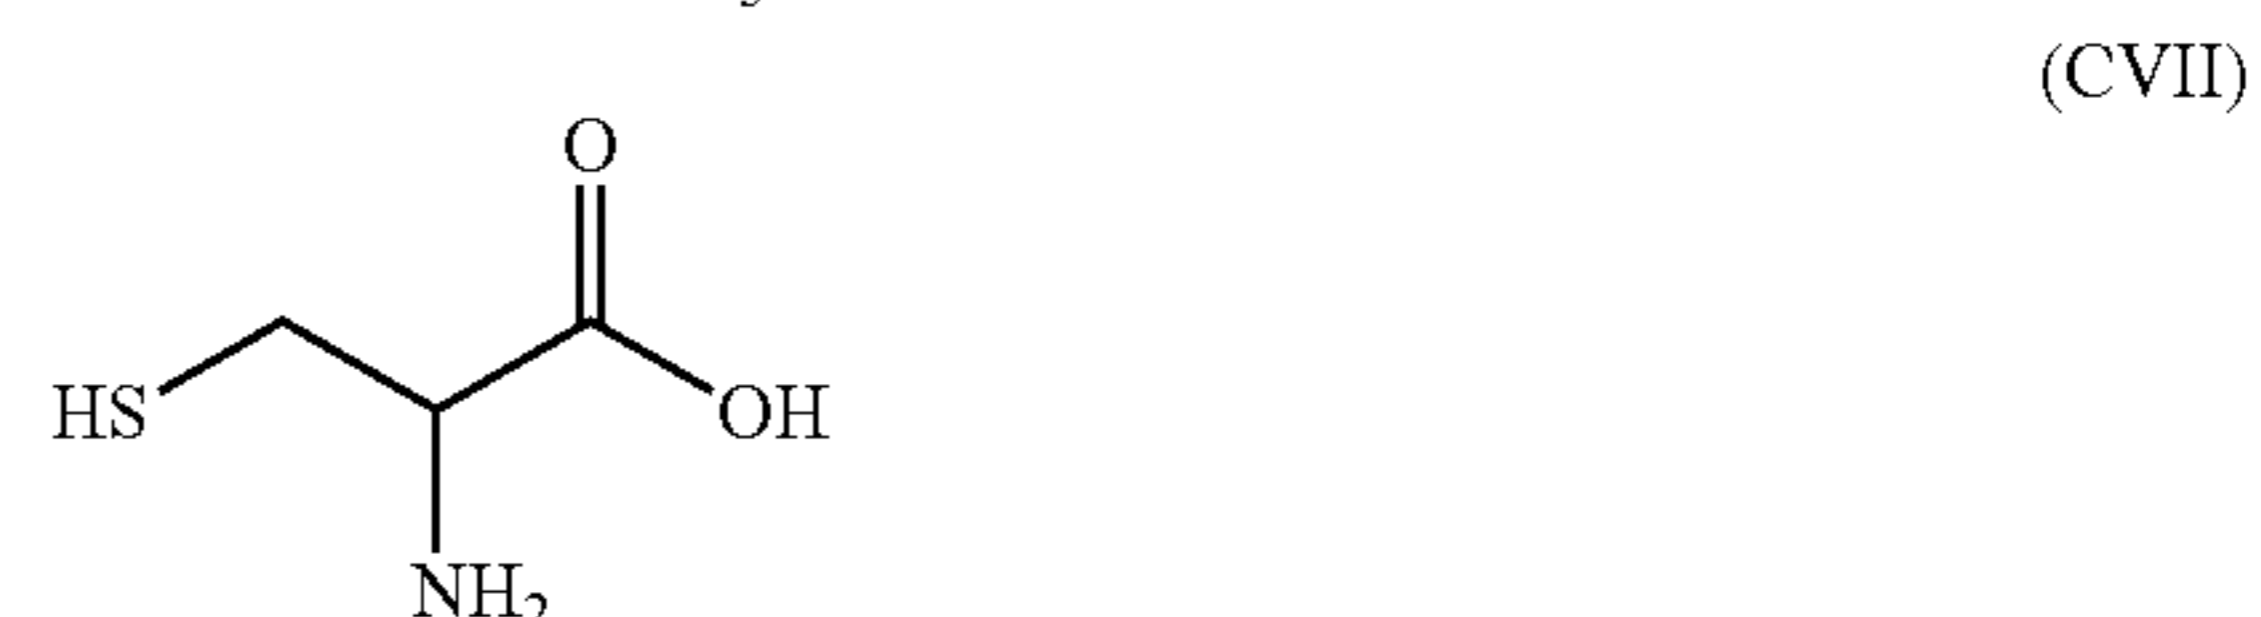 (CVII)
O
HS
OH
NH₂